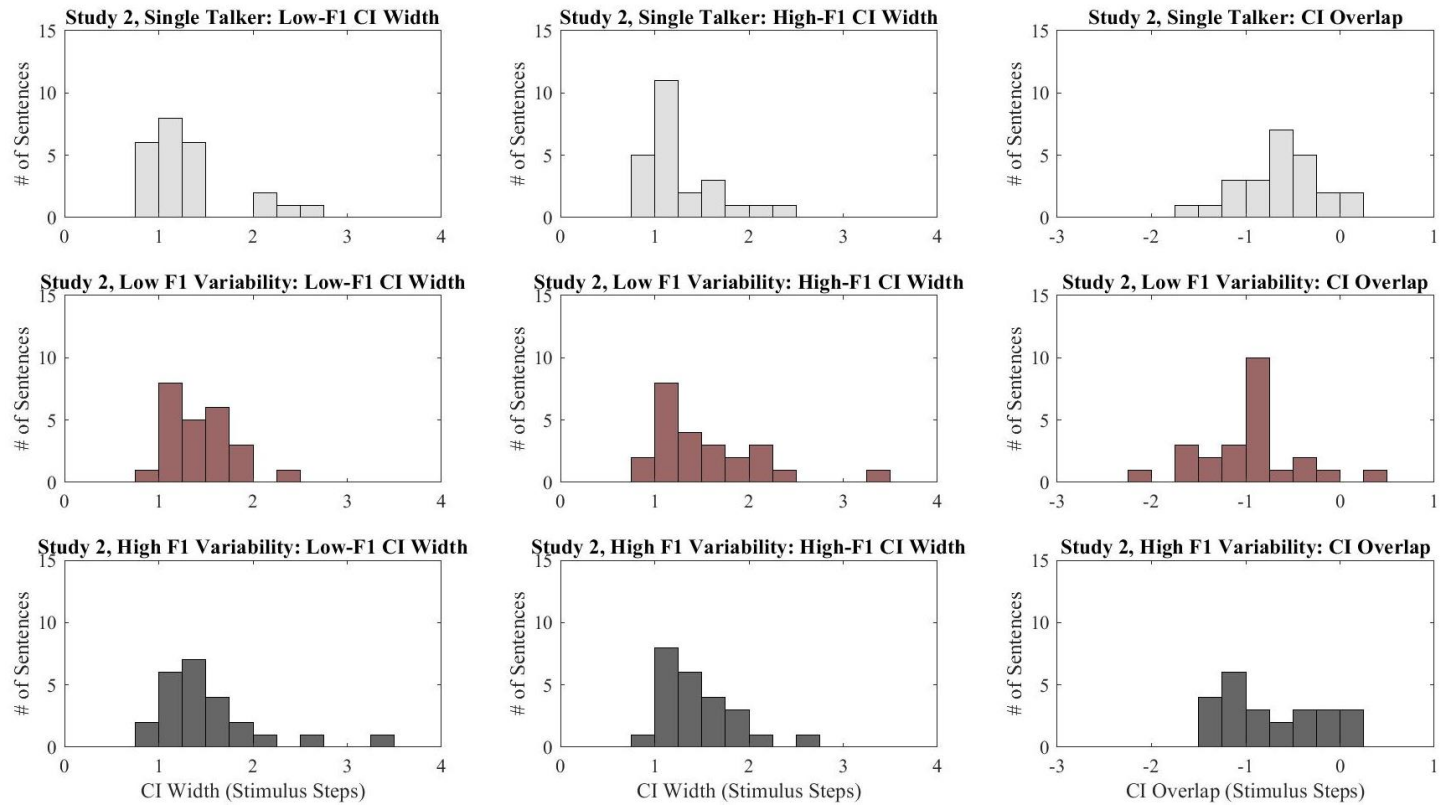 Study 2, Single Talker: Low-F1 CI Width
15
10
5
0
# of Sentences
0 1 2 3 4
Study 2, Single Talker: High-F1 CI Width
15
10
5
0
# of Sentences
0 1 2 3 4
Study 2, Single Talker: CI Overlap
15
10
5
0
# of Sentences
-3 -2 -1 0 1
Study 2, Low F1 Variability: Low-F1 CI Width
15
10
5
0
# of Sentences
0 1 2 3 4
Study 2, Low F1 Variability: High-F1 CI Width
15
10
5
0
# of Sentences
0 1 2 3 4
Study 2, Low F1 Variability: CI Overlap
15
10
5
0
# of Sentences
-3 -2 -1 0 1
Study 2, High F1 Variability: Low-F1 CI Width
15
10
5
0
# of Sentences
0 1 2 3 4
CI Width (Stimulus Steps)
Study 2, High F1 Variability: High-F1 CI Width
15
10
5
0
# of Sentences
0 1 2 3 4
CI Width (Stimulus Steps)
Study 2, High F1 Variability: CI Overlap
15
10
5
0
# of Sentences
-3 -2 -1 0 1
CI Overlap (Stimulus Steps)